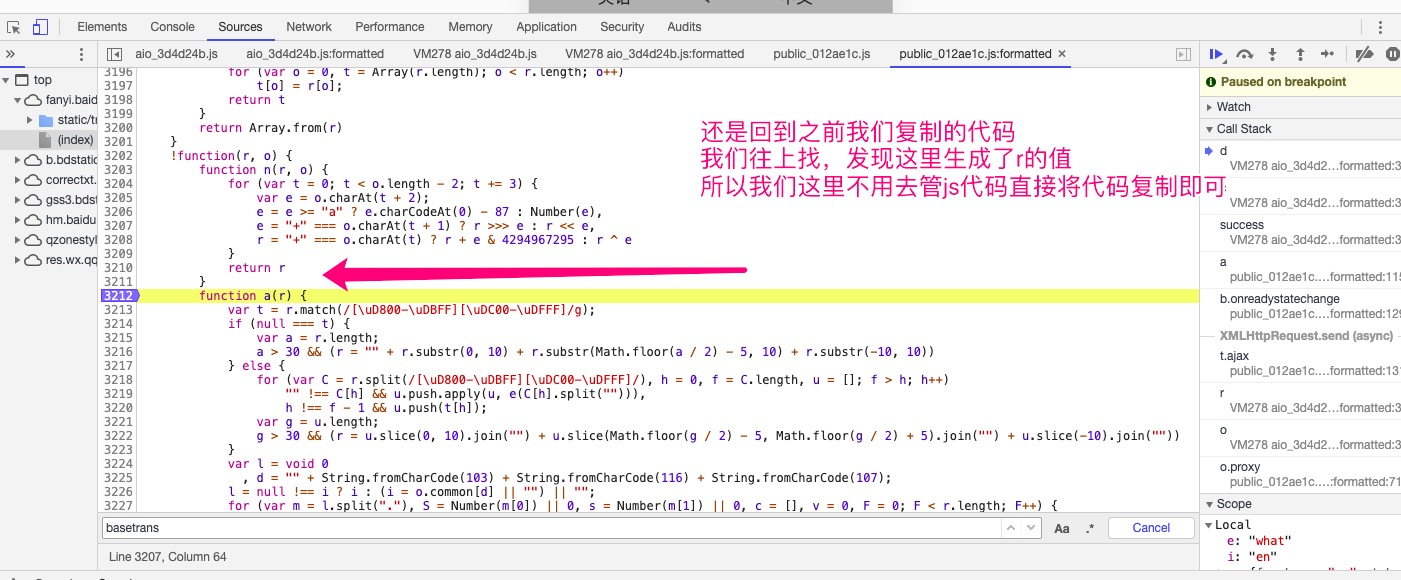 英语 中文
Elements Console Sources Network Performance Memory Application Security Audits
aio_3d4d24b.js aio_3d4d24b.js:formatted VM278 aio_3d4d24b.js VM278 aio_3d4d24b.js:formatted public_012ae1c.js public_012ae1c.js:formatted ×
top
fanyi.baid
static/tr
(index)
b.bdstatic
correctxt.
gss3.bdst
hm.baidu
qzonestyl
res.wx.qq
3196 for (var o = 0, t = Array(r.length); o < r.length; o++)
3197 t[o] = r[o];
3198 return t
3199 }
3200 return Array.from(r)
3201 }
3202 !function(r, o) {
3203 function n(r, o) {
3204 for (var t = 0; t < o.length - 2; t += 3) {
3205 var e = o.charAt(t + 2);
3206 e = e >= "a" ? e.charCodeAt(0) - 87 : Number(e),
3207 e = "+" === o.charAt(t + 1) ? r >>> e : r << e,
3208 r = "+" === o.charAt(t) ? r + e & 4294967295 : r ^ e
3209 }
3210 return r
3211 }
3212 function a(r) {
3213 var t = r.match(/[\uD800-\uDBFF][\uDC00-\uDFFF]/g);
3214 if (null === t) {
3215 var a = r.length;
3216 a > 30 && (r = "" + r.substr(0, 10) + r.substr(Math.floor(a / 2) - 5, 10) + r.substr(-10, 10))
3217 } else {
3218 for (var C = r.split(/[\uD800-\uDBFF][\uDC00-\uDFFF]/), h = 0, f = C.length, u = []; f > h; h++)
3219 "" !== C[h] && u.push.apply(u, e(C[h].split(""))),
3220 h !== f - 1 && u.push(t[h]);
3221 var g = u.length;
3222 g > 30 && (r = u.slice(0, 10).join("") + u.slice(Math.floor(g / 2) - 5, Math.floor(g / 2) + 5).join("") + u.slice(-10).join(""))
3223 }
3224 var l = void 0
3225 , d = "" + String.fromCharCode(103) + String.fromCharCode(116) + String.fromCharCode(107);
3226 l = null !== i ? i : (i = o.common[d] || "") || "";
3227 for (var m = l.split("."), S = Number(m[0]) || 0, s = Number(m[1]) || 0, c = [], v = 0, F = 0; F < r.length; F++) {
还是回到之前我们复制的代码
我们往上找，发现这里生成了r的值
所以我们这里不用去管js代码直接将代码复制即可
basetrans Aa .* Cancel
Line 3207, Column 64
Paused on breakpoint
Watch
Call Stack
d
VM278 aio_3d4d2…formatted:3
VM278 aio_3d4d2…formatted:3
success
VM278 aio_3d4d2…formatted:3
a
public_012ae1c.…formatted:115
b.onreadystatechange
public_012ae1c.…formatted:129
XMLHttpRequest.send (async)
t.ajax
public_012ae1c.…formatted:131
r
VM278 aio_3d4d2…formatted:3
o
VM278 aio_3d4d2…formatted:3
o.proxy
public_012ae1c.…:formatted:71
Scope
Local
e: "what"
i: "en"